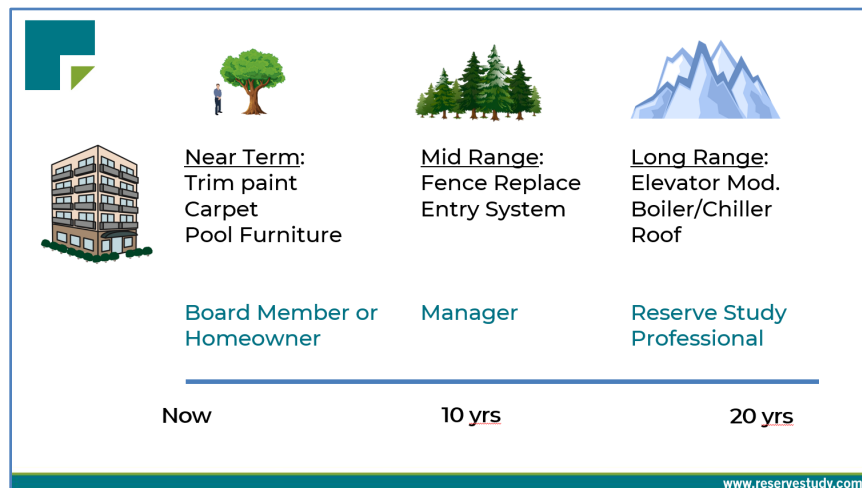 Near Term:
Trim paint
Carpet
Pool Furniture
Mid Range:
Fence Replace
Entry System
Long Range:
Elevator Mod.
Boiler/Chiller
Roof
Board Member or
Homeowner
Manager
Reserve Study
Professional
Now
10 yrs
20 yrs
www.reservestudy.com